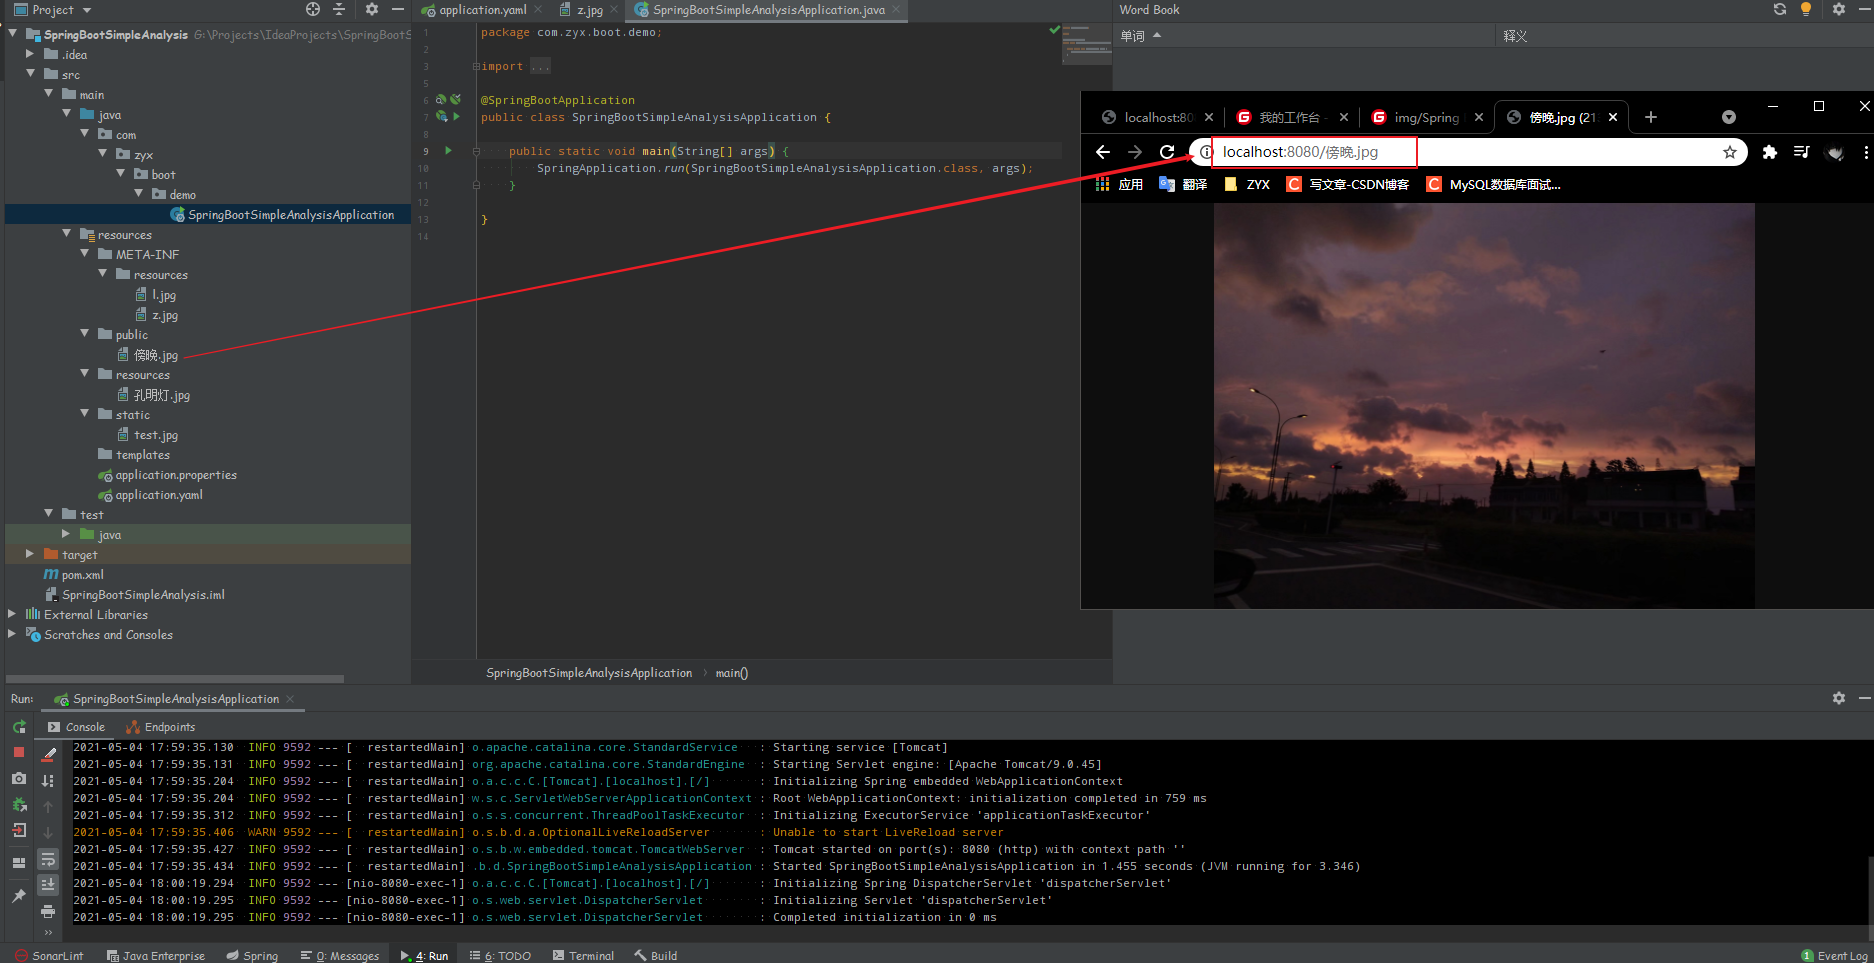 Project
SpringBootSimpleAnalysis G:\Projects\IdeaProjects\SpringBootS
.idea
src
main
java
com
zyx
boot
demo
SpringBootSimpleAnalysisApplication
resources
META-INF
resources
l.jpg
z.jpg
public
傍晚.jpg
resources
孔明灯.jpg
static
test.jpg
templates
application.properties
application.yaml
test
java
target
pom.xml
SpringBootSimpleAnalysis.iml
External Libraries
Scratches and Consoles
application.yaml
z.jpg
SpringBootSimpleAnalysisApplication.java
1 package com.zyx.boot.demo;
2
3 import ...
5
6 @SpringBootApplication
7 public class SpringBootSimpleAnalysisApplication {
8
9 public static void main(String[] args) {
10 SpringApplication.run(SpringBootSimpleAnalysisApplication.class, args);
11 }
12
13 }
14
SpringBootSimpleAnalysisApplication main()
Word Book
单词 释义
localhost:80
我的工作台 -
img/Spring
傍晚.jpg (213
localhost:8080/傍晚.jpg
应用 翻译 ZYX 写文章-CSDN博客 MySQL数据库面试...
Run: SpringBootSimpleAnalysisApplication
Console Endpoints
2021-05-04 17:59:35.130 INFO 9592 --- [ restartedMain] o.apache.catalina.core.StandardService : Starting service [Tomcat]
2021-05-04 17:59:35.131 INFO 9592 --- [ restartedMain] org.apache.catalina.core.StandardEngine : Starting Servlet engine: [Apache Tomcat/9.0.45]
2021-05-04 17:59:35.204 INFO 9592 --- [ restartedMain] o.a.c.c.C.[Tomcat].[localhost].[/] : Initializing Spring embedded WebApplicationContext
2021-05-04 17:59:35.204 INFO 9592 --- [ restartedMain] w.s.c.ServletWebServerApplicationContext : Root WebApplicationContext: initialization completed in 759 ms
2021-05-04 17:59:35.312 INFO 9592 --- [ restartedMain] o.s.s.concurrent.ThreadPoolTaskExecutor : Initializing ExecutorService 'applicationTaskExecutor'
2021-05-04 17:59:35.406 WARN 9592 --- [ restartedMain] o.s.b.d.a.OptionalLiveReloadServer : Unable to start LiveReload server
2021-05-04 17:59:35.427 INFO 9592 --- [ restartedMain] o.s.b.w.embedded.tomcat.TomcatWebServer : Tomcat started on port(s): 8080 (http) with context path ''
2021-05-04 17:59:35.434 INFO 9592 --- [ restartedMain] .b.d.SpringBootSimpleAnalysisApplication : Started SpringBootSimpleAnalysisApplication in 1.455 seconds (JVM running for 3.346)
2021-05-04 18:00:19.294 INFO 9592 --- [nio-8080-exec-1] o.a.c.c.C.[Tomcat].[localhost].[/] : Initializing Spring DispatcherServlet 'dispatcherServlet'
2021-05-04 18:00:19.295 INFO 9592 --- [nio-8080-exec-1] o.s.web.servlet.DispatcherServlet : Initializing Servlet 'dispatcherServlet'
2021-05-04 18:00:19.295 INFO 9592 --- [nio-8080-exec-1] o.s.web.servlet.DispatcherServlet : Completed initialization in 0 ms
SonarLint Java Enterprise Spring 0: Messages 4: Run 6: TODO Terminal Build 1 Event Log